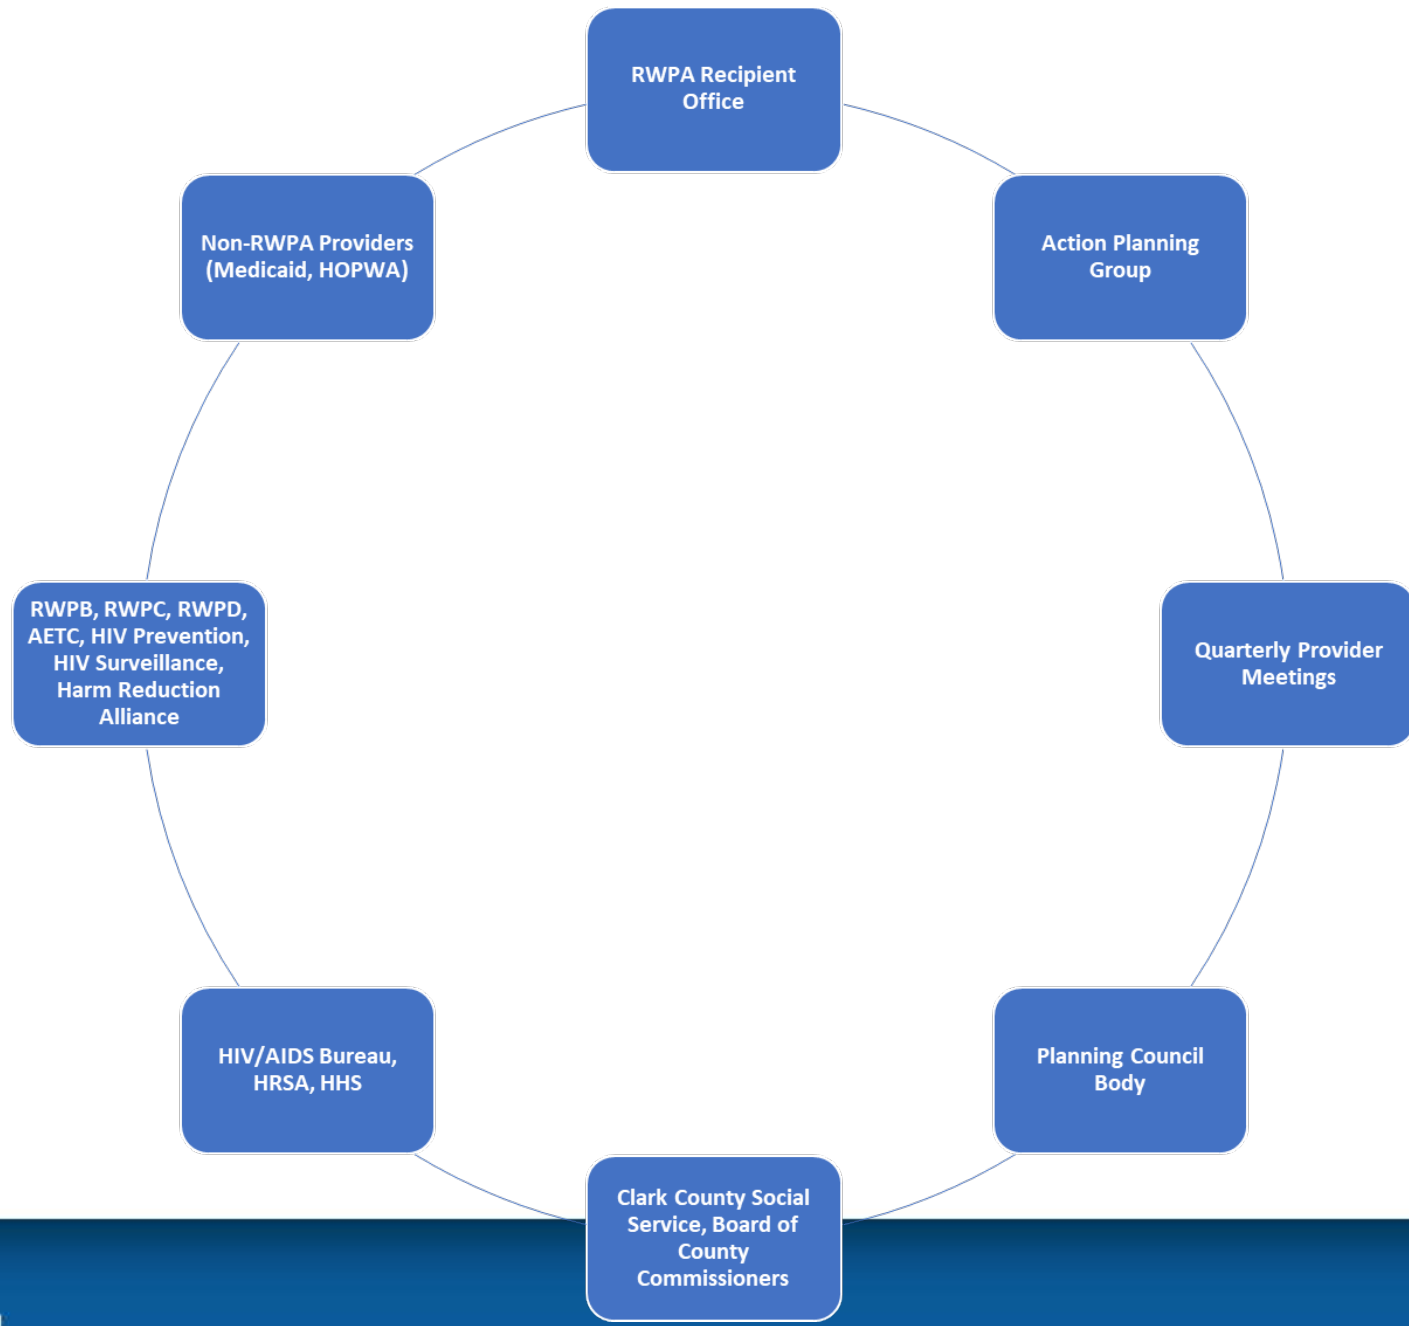 RWPA Recipient
Office
Non-RWPA Providers
(Medicaid, HOPWA)
Action Planning
Group
RWPB, RWPC, RWPD,
AETC, HIV Prevention,
HIV Surveillance,
Harm Reduction
Alliance
Quarterly Provider
Meetings
HIV/AIDS Bureau,
HRSA, HHS
Planning Council
Body
Clark County Social
Service, Board of
County
Commissioners